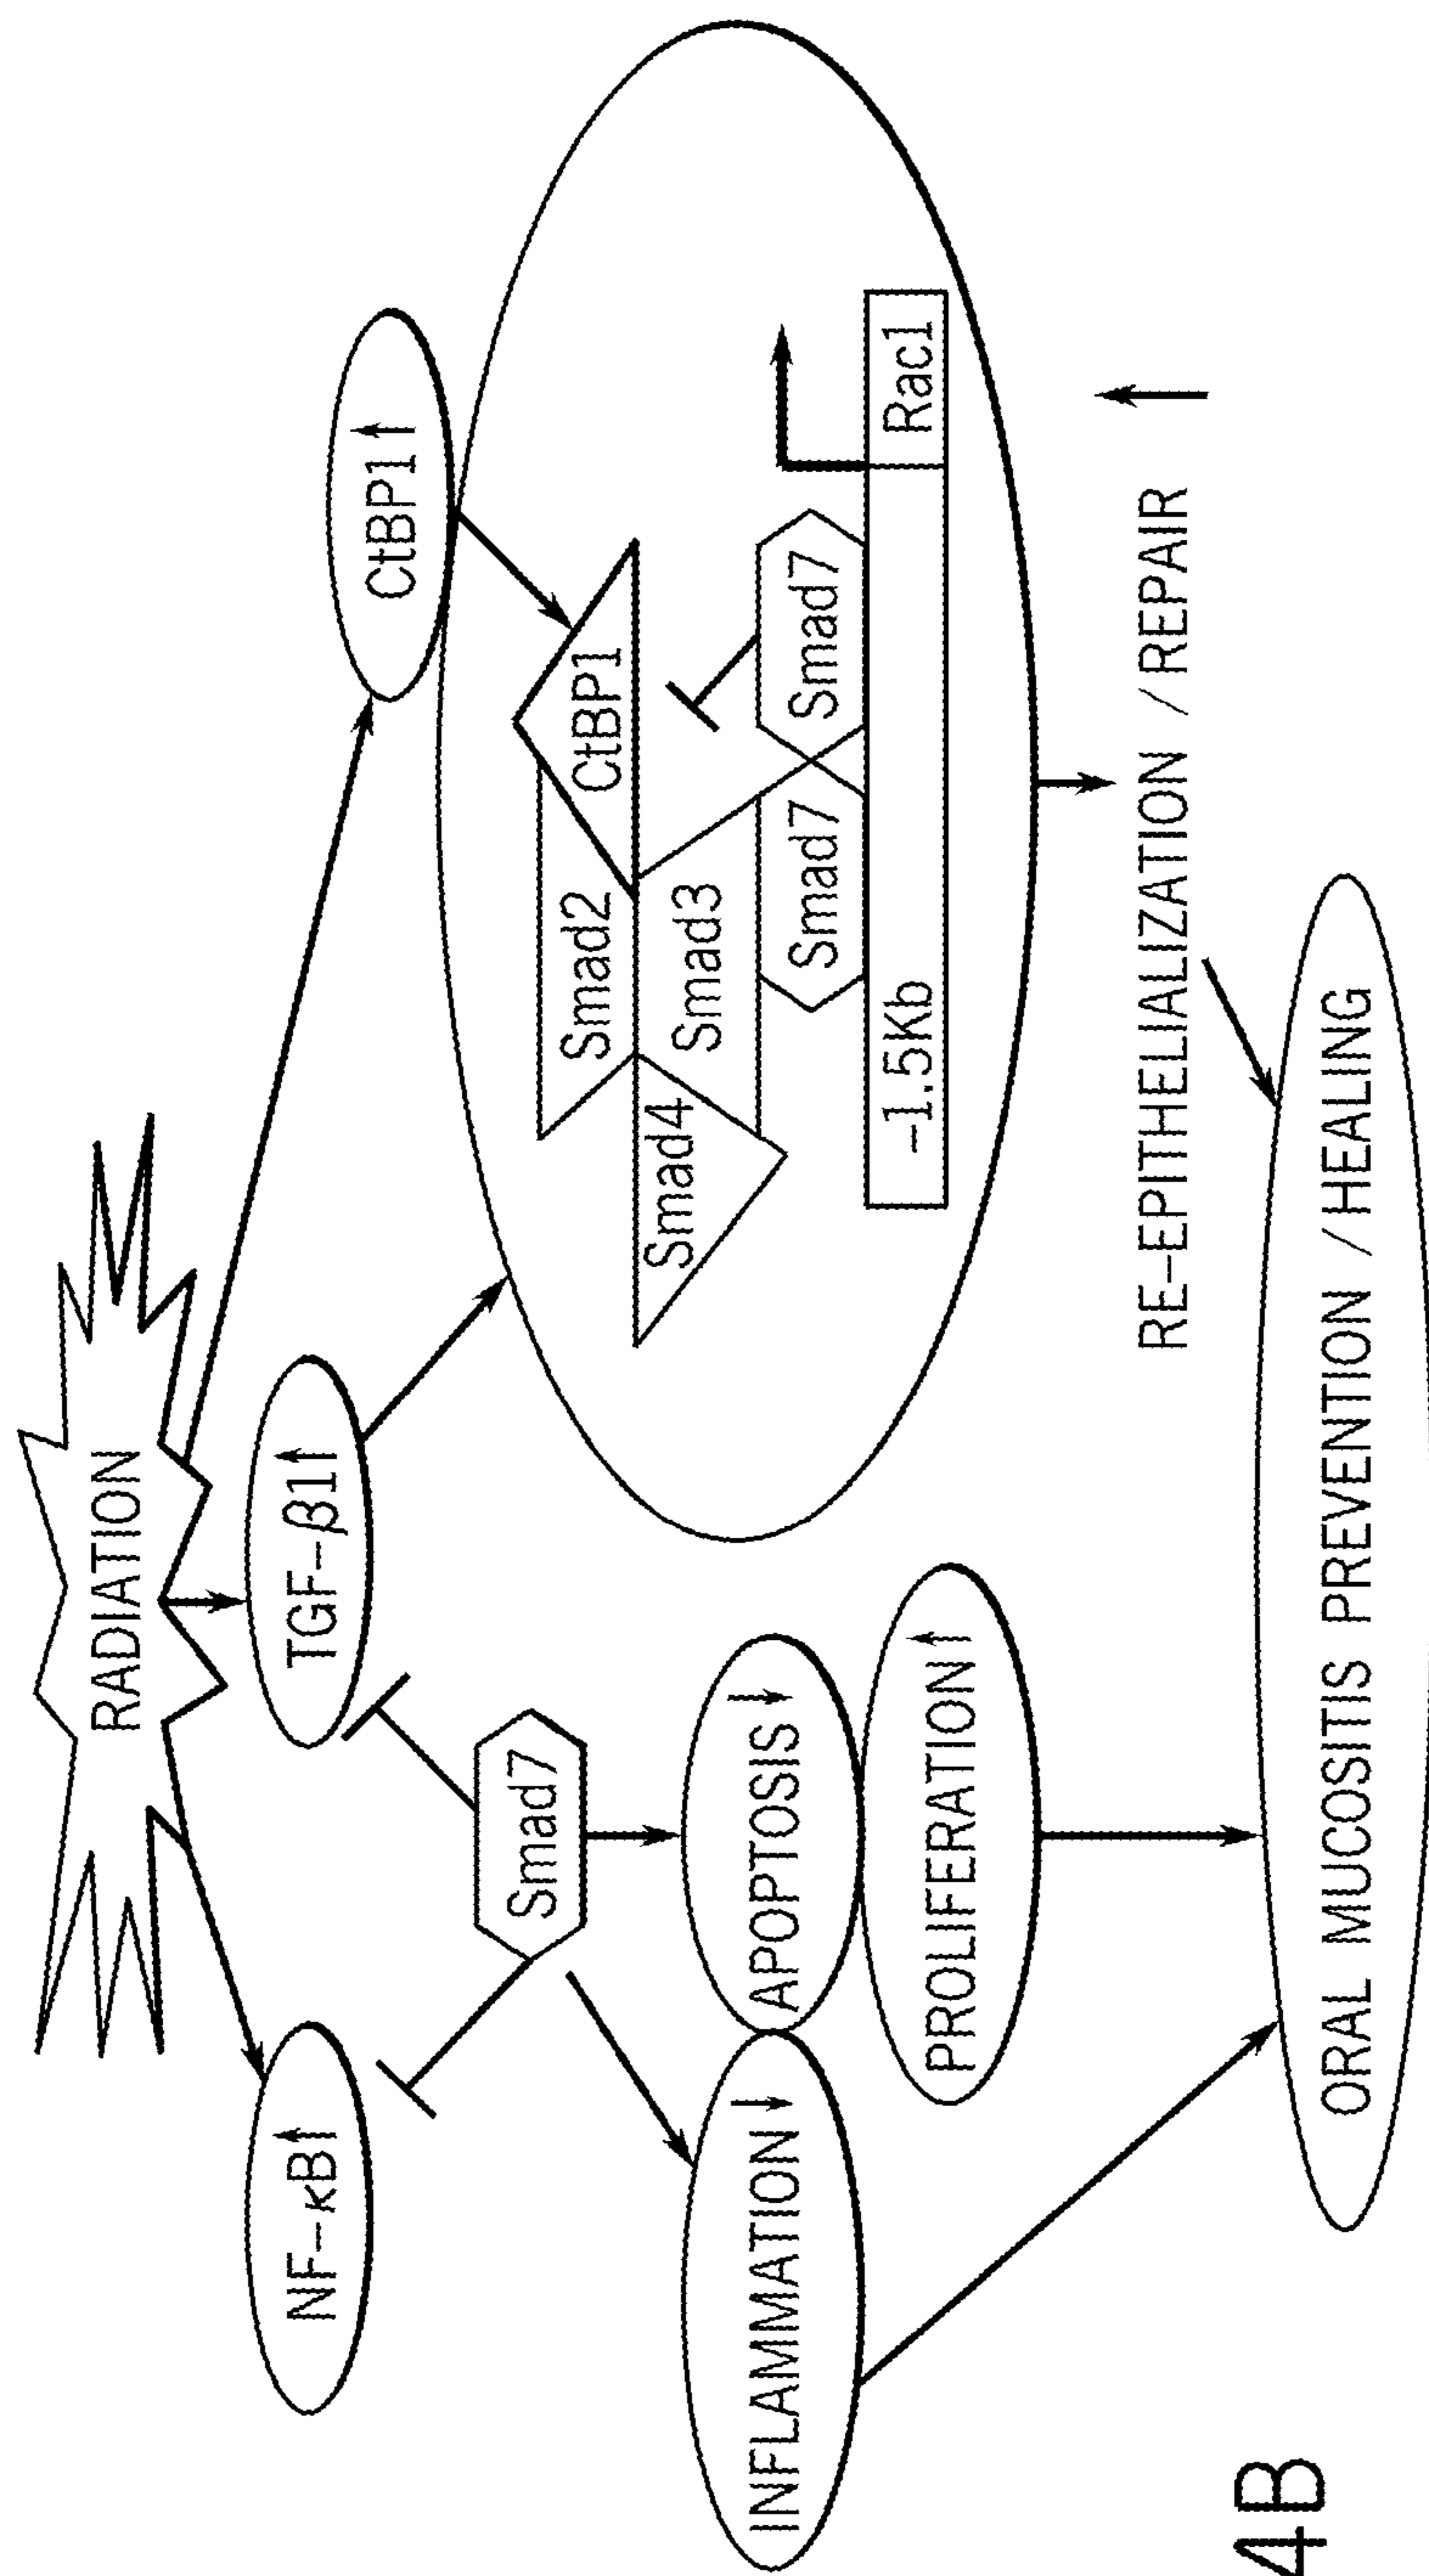 RADIATION
NF-κB↑
TGF-β1↑
CtBP1↑
Smad7
Smad2
CtBP1
Smad4
Smad3
Smad7
Smad7
-1.5Kb
Rac1
INFLAMMATION↓
APOPTOSIS↓
PROLIFERATION↑
RE-EPITHELIALIZATION / REPAIR ↑
ORAL MUCOSITIS PREVENTION / HEALING
4B